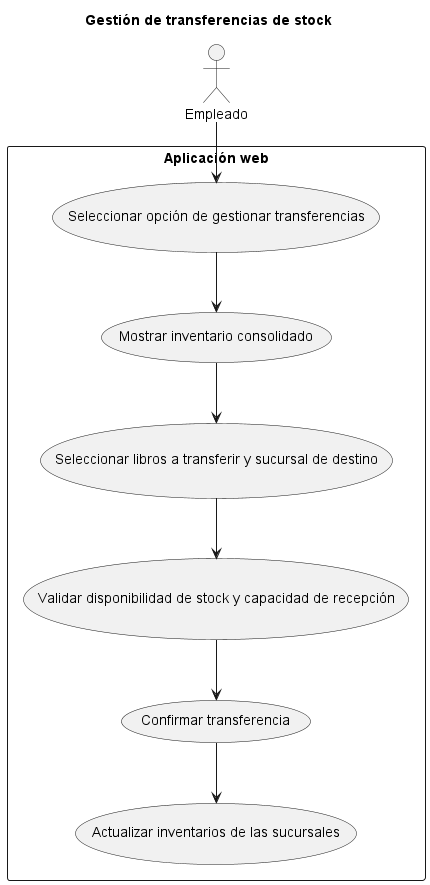 Gestión de transferencias de stock
Empleado
Aplicación web
Seleccionar opción de gestionar transferencias
Mostrar inventario consolidado
Seleccionar libros a transferir y sucursal de destino
Validar disponibilidad de stock y capacidad de recepción
Confirmar transferencia
Actualizar inventarios de las sucursales